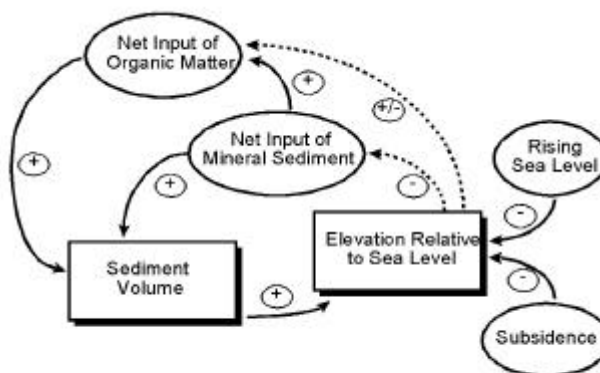 Net Input of
Organic Matter
+
+/-
Net Input of
Mineral Sediment
Rising
Sea Level
+
+
-
-
Elevation Relative
to Sea Level
Sediment
Volume
+
-
Subsidence